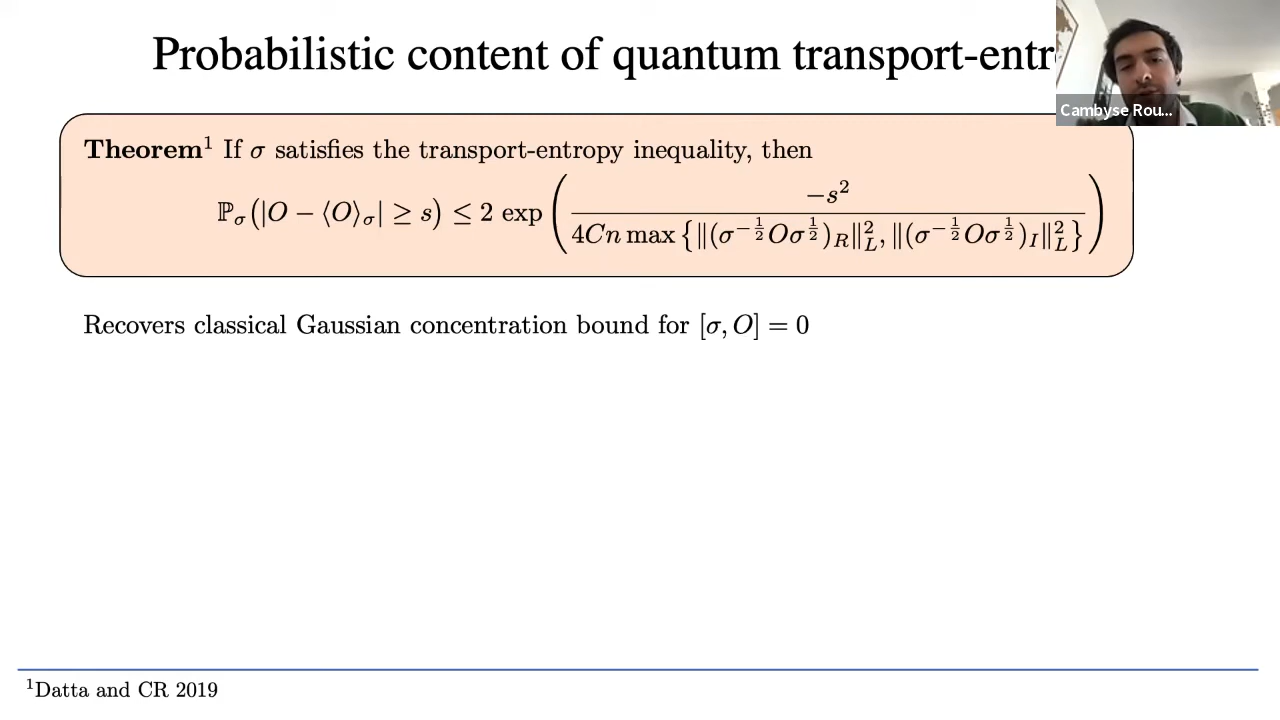 Probabilistic content of quantum transport-entr
Cambyse Rou...
Theorem¹ If σ satisfies the transport-entropy inequality, then
ℙ_σ(|O − ⟨O⟩_σ| ≥ s) ≤ 2 exp( −s² / 4Cn max{‖(σ^{−1/2}Oσ^{1/2})_R‖²_L, ‖(σ^{−1/2}Oσ^{1/2})_I‖²_L} )
Recovers classical Gaussian concentration bound for [σ, O] = 0
¹Datta and CR 2019